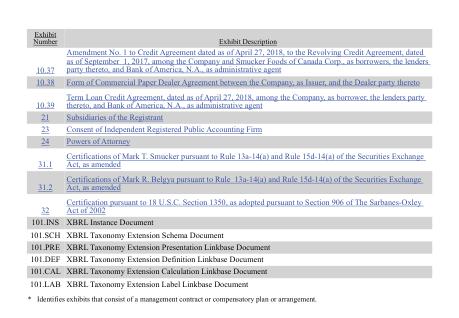 Exhibit
Number Exhibit Description
Amendment No. 1 to Credit Agreement dated as of April 27, 2018, to the Revolving Credit Agreement, dated
as of September 1, 2017, among the Company and Smucker Foods of Canada Corp., as borrowers, the lenders
10.37 party thereto, and Bank of America, N.A., as administrative agent
10.38 Form of Commercial Paper Dealer Agreement between the Company, as Issuer, and the Dealer party thereto
Term Loan Credit Agreement, dated as of April 27, 2018, among the Company, as borrower, the lenders party
10.39 thereto, and Bank of America, N.A., as administrative agent
21 Subsidiaries of the Registrant
23 Consent of Independent Registered Public Accounting Firm
24 Powers of Attorney
Certifications of Mark T. Smucker pursuant to Rule 13a-14(a) and Rule 15d-14(a) of the Securities Exchange
31.1 Act, as amended
Certifications of Mark R. Belgya pursuant to Rule 13a-14(a) and Rule 15d-14(a) of the Securities Exchange
31.2 Act, as amended
Certification pursuant to 18 U.S.C. Section 1350, as adopted pursuant to Section 906 of The Sarbanes-Oxley
32 Act of 2002
101.INS XBRL Instance Document
101.SCH XBRL Taxonomy Extension Schema Document
101.PRE XBRL Taxonomy Extension Presentation Linkbase Document
101.DEF XBRL Taxonomy Extension Definition Linkbase Document
101.CAL XBRL Taxonomy Extension Calculation Linkbase Document
101.LAB XBRL Taxonomy Extension Label Linkbase Document
* Identifies exhibits that consist of a management contract or compensatory plan or arrangement.